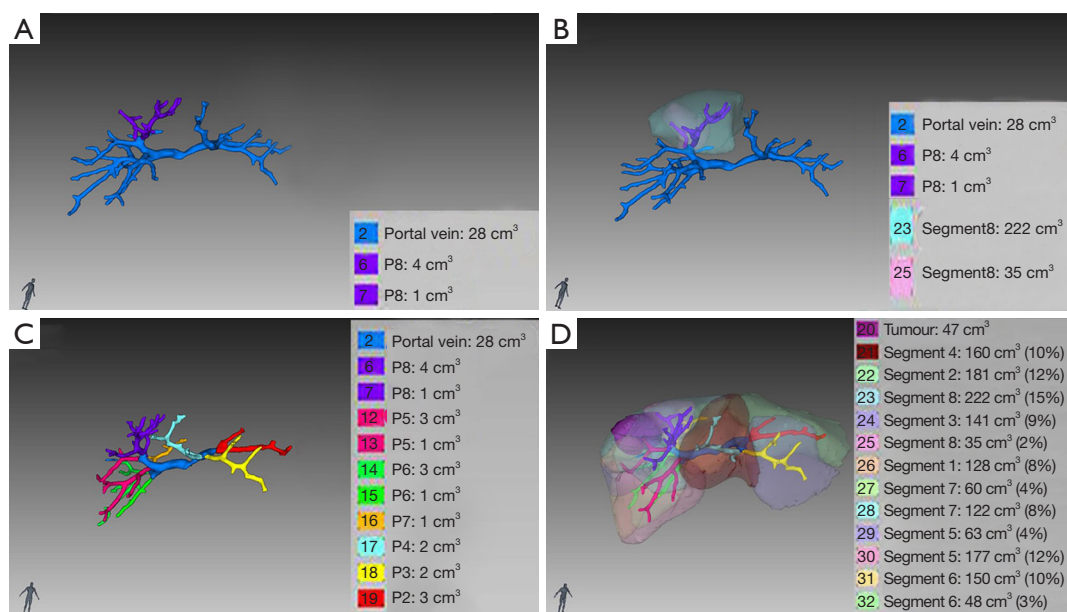 A
2 Portal vein: 28 cm³
6 P8: 4 cm³
7 P8: 1 cm³
B
2 Portal vein: 28 cm³
6 P8: 4 cm³
7 P8: 1 cm³
23 Segment8: 222 cm³
25 Segment8: 35 cm³
C
2 Portal vein: 28 cm³
6 P8: 4 cm³
7 P8: 1 cm³
12 P5: 3 cm³
13 P5: 1 cm³
14 P6: 3 cm³
15 P6: 1 cm³
16 P7: 1 cm³
17 P4: 2 cm³
18 P3: 2 cm³
19 P2: 3 cm³
D
20 Tumour: 47 cm³
21 Segment 4: 160 cm³ (10%)
22 Segment 2: 181 cm³ (12%)
23 Segment 8: 222 cm³ (15%)
24 Segment 3: 141 cm³ (9%)
25 Segment 8: 35 cm³ (2%)
26 Segment 1: 128 cm³ (8%)
27 Segment 7: 60 cm³ (4%)
28 Segment 7: 122 cm³ (8%)
29 Segment 5: 63 cm³ (4%)
30 Segment 5: 177 cm³ (12%)
31 Segment 6: 150 cm³ (10%)
32 Segment 6: 48 cm³ (3%)